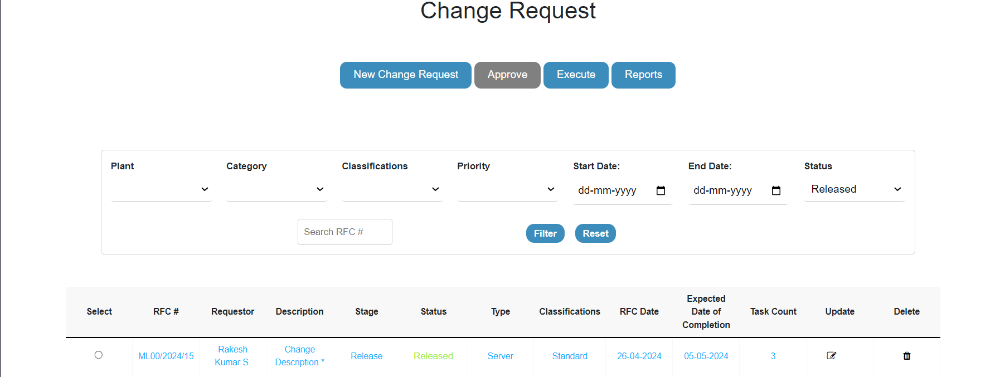 Change Request
New Change Request Approve Execute Reports
Plant Category Classifications Priority Start Date: End Date: Status
dd-mm-yyyy dd-mm-yyyy Released
Search RFC # Filter Reset
Select RFC # Requestor Description Stage Status Type Classifications RFC Date Expected Date of Completion Task Count Update Delete
ML00/2024/15 Rakesh Kumar S. Change Description * Release Released Server Standard 26-04-2024 05-05-2024 3